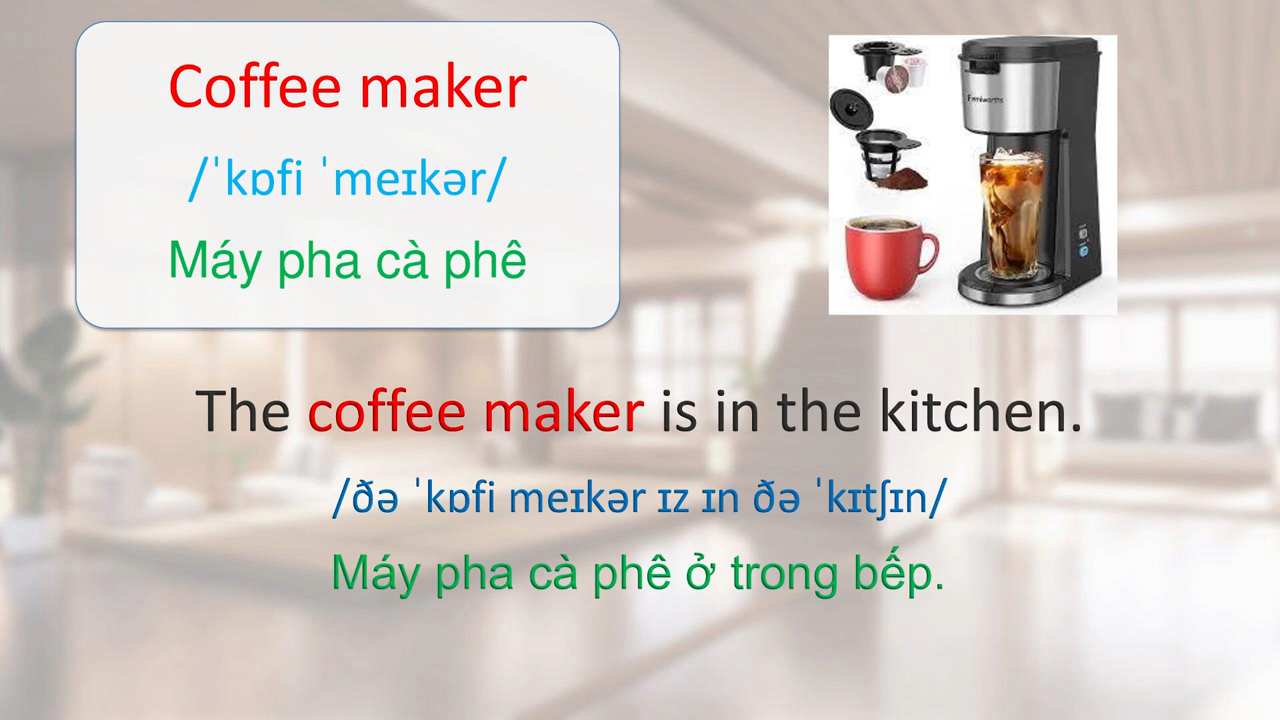 Coffee maker
/ˈkɒfi ˈmeɪkər/
Máy pha cà phê
The coffee maker is in the kitchen.
/ðə ˈkɒfi meɪkər ɪz ɪn ðə ˈkɪtʃɪn/
Máy pha cà phê ở trong bếp.